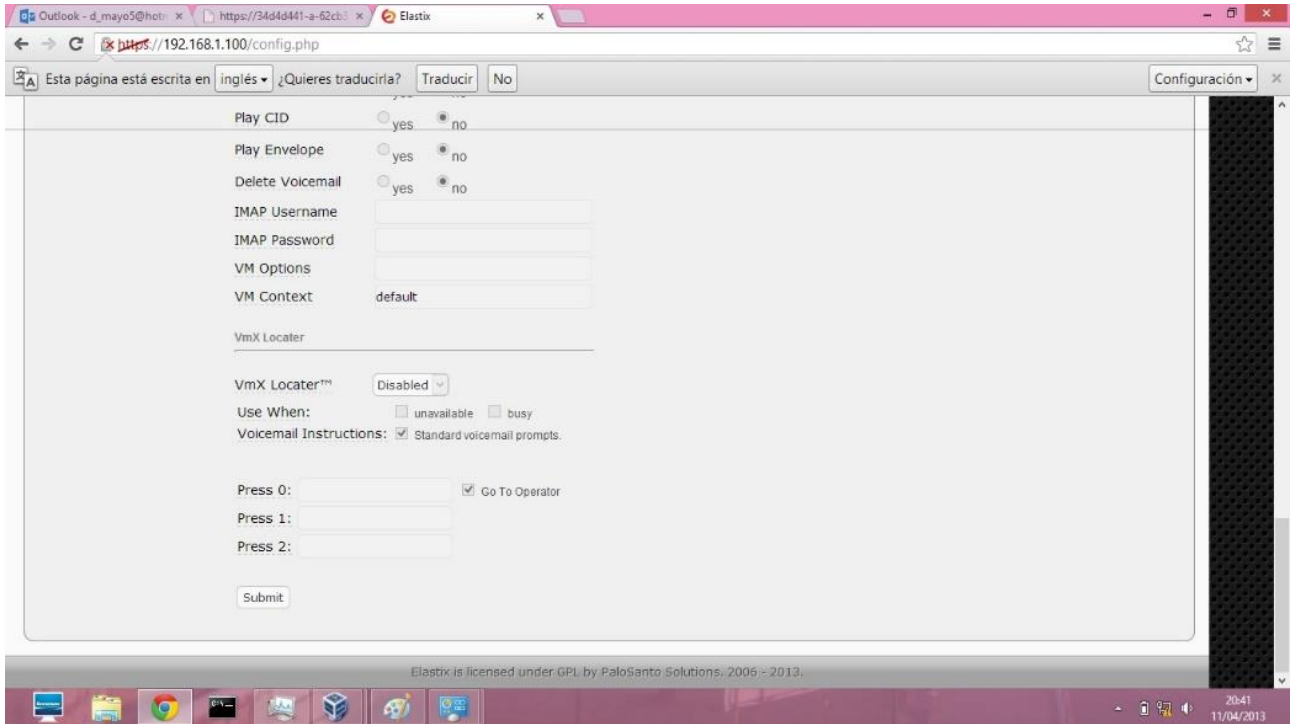 Outlook - d_mayo5@hotm
https://34d4d441-a-62cb3
Elastix
https://192.168.1.100/config.php
Esta página está escrita en inglés ¿Quieres traducirla? Traducir No Configuración
Play CID yes no
Play Envelope yes no
Delete Voicemail yes no
IMAP Username
IMAP Password
VM Options
VM Context default
VmX Locater
VmX Locater™ Disabled
Use When: unavailable busy
Voicemail Instructions: Standard voicemail prompts.
Press 0: Go To Operator
Press 1:
Press 2:
Submit
Elastix is licensed under GPL by PaloSanto Solutions. 2006 - 2013.
20:41
11/04/2013